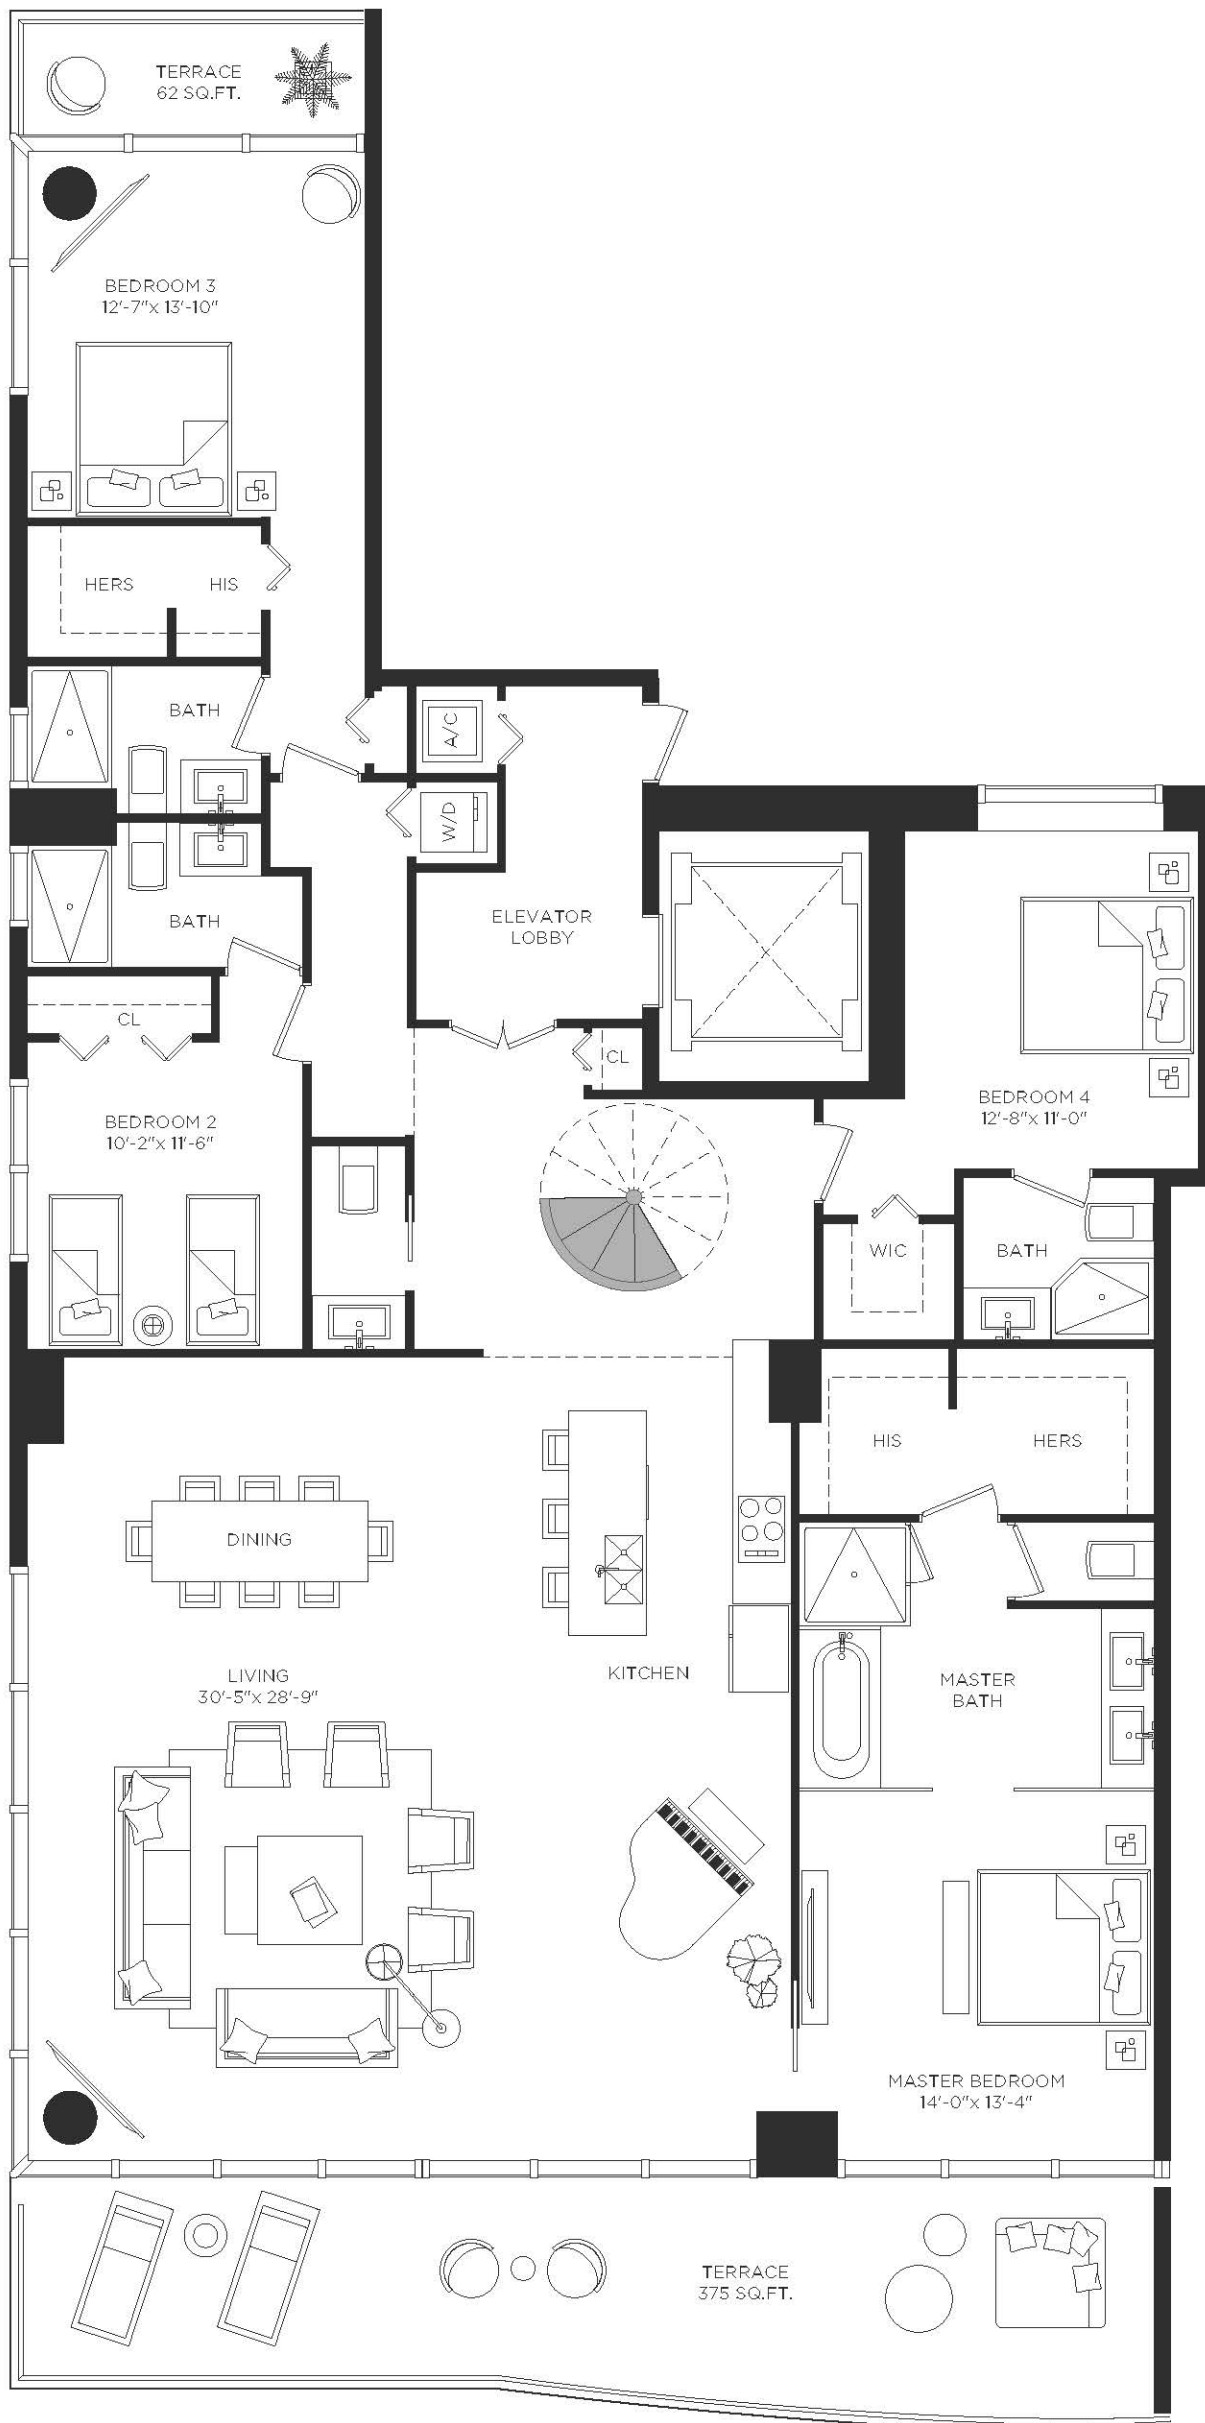 TERRACE
62 SQ.FT.
BEDROOM 3
12'-7"x 13'-10"
HERS
HIS
BATH
A/C
W/D
BATH
ELEVATOR
LOBBY
CL
CL
BEDROOM 2
10'-2"x 11'-6"
BEDROOM 4
12'-8"x 11'-0"
WIC
BATH
HIS
HERS
DINING
LIVING
30'-5"x 28'-9"
KITCHEN
MASTER
BATH
MASTER BEDROOM
14'-0"x 13'-4"
TERRACE
375 SQ.FT.